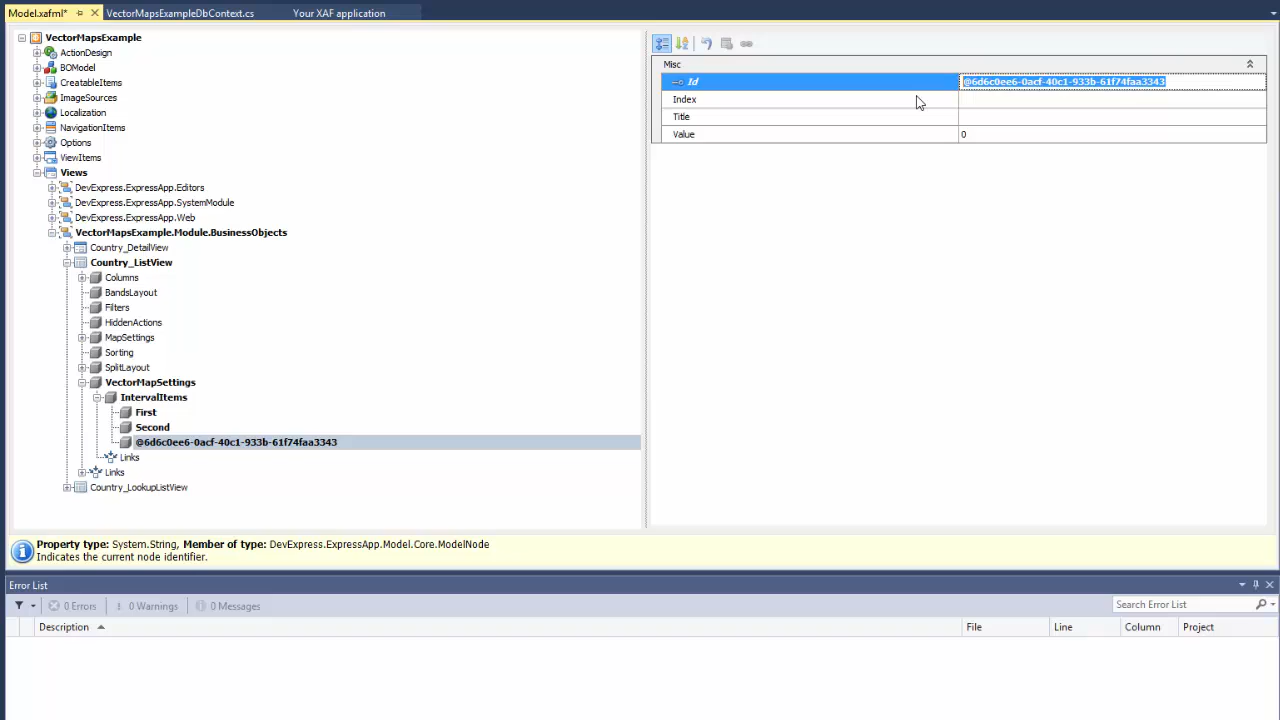 Model.xafml* VectorMapsExampleDbContext.cs Your XAF application
VectorMapsExample
ActionDesign
BOModel
CreatableItems
ImageSources
Localization
NavigationItems
Options
ViewItems
Views
DevExpress.ExpressApp.Editors
DevExpress.ExpressApp.SystemModule
DevExpress.ExpressApp.Web
VectorMapsExample.Module.BusinessObjects
Country_DetailView
Country_ListView
Columns
BandsLayout
Filters
HiddenActions
MapSettings
Sorting
SplitLayout
VectorMapSettings
IntervalItems
First
Second
@6d6c0ee6-0acf-40c1-933b-61f74faa3343
Links
Links
Country_LookupListView
Misc
Id @6d6c0ee6-0acf-40c1-933b-61f74faa3343
Index
Title
Value 0
Property type: System.String, Member of type: DevExpress.ExpressApp.Model.Core.ModelNode
Indicates the current node identifier.
Error List
0 Errors 0 Warnings 0 Messages Search Error List
Description File Line Column Project